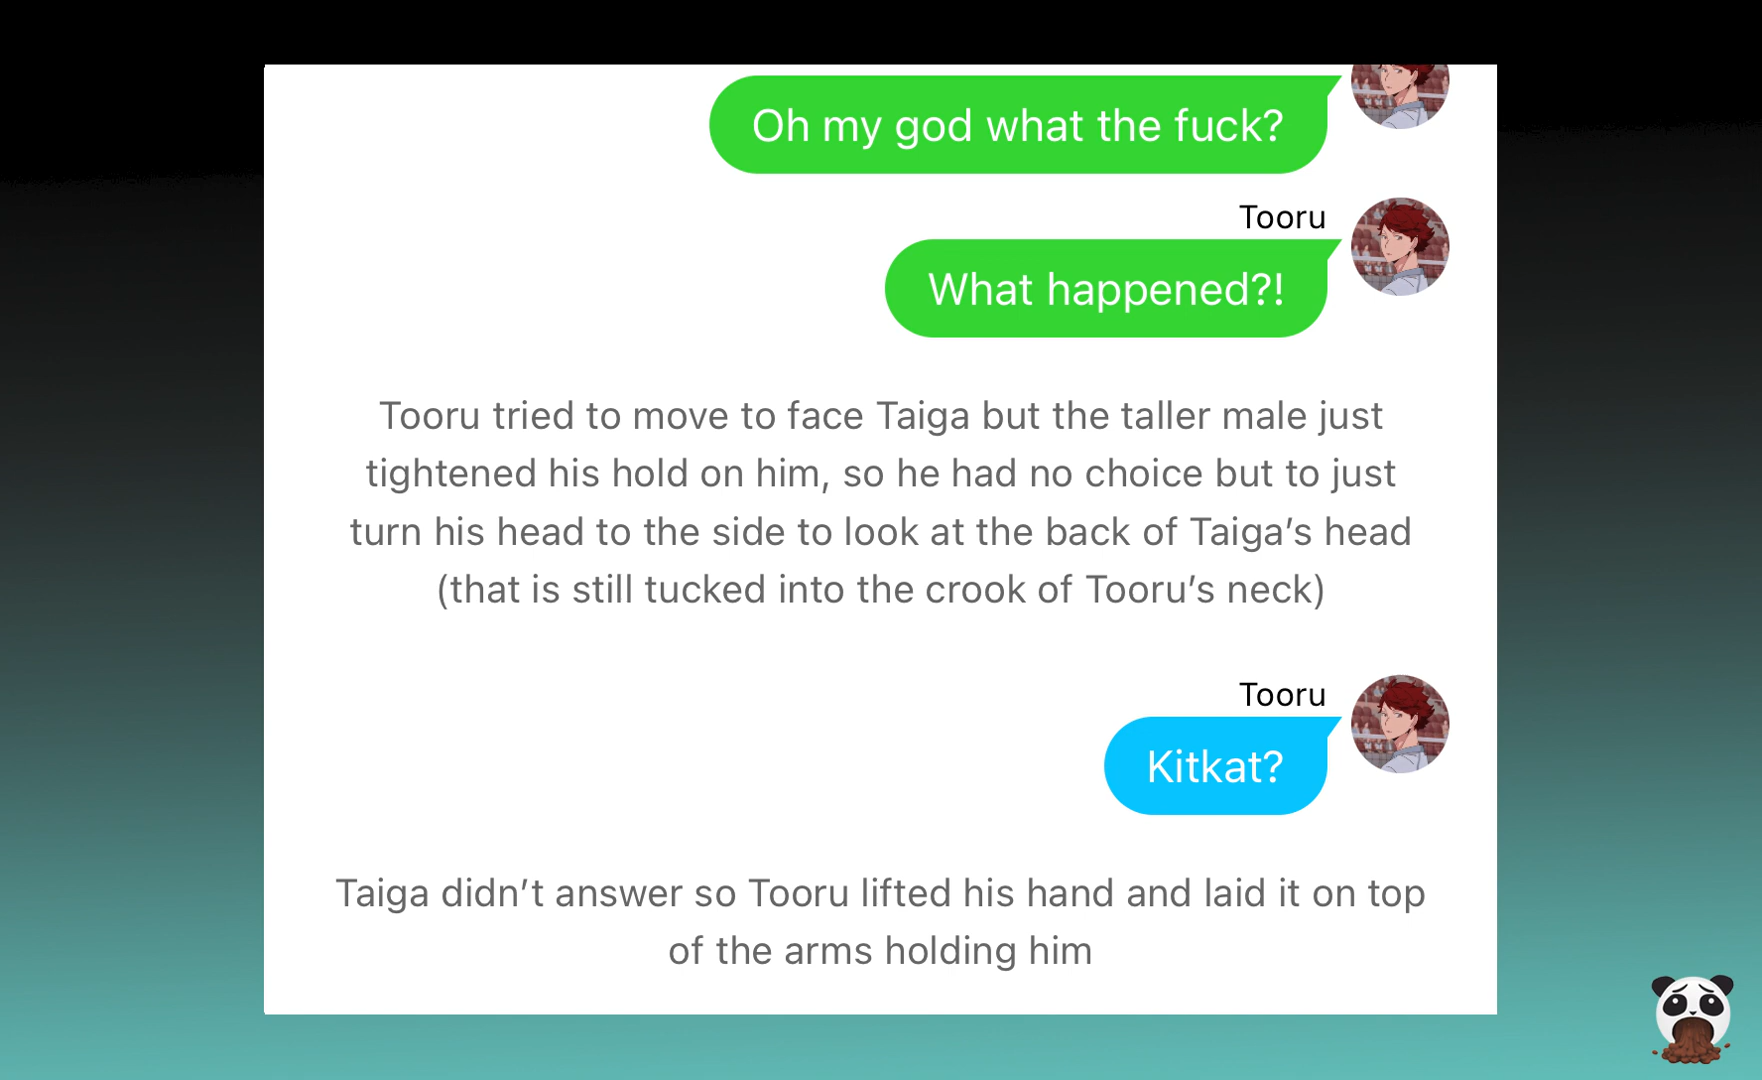 Oh my god what the fuck?
Tooru
What happened?!
Tooru tried to move to face Taiga but the taller male just
tightened his hold on him, so he had no choice but to just
turn his head to the side to look at the back of Taiga’s head
(that is still tucked into the crook of Tooru’s neck)
Tooru
Kitkat?
Taiga didn’t answer so Tooru lifted his hand and laid it on top
of the arms holding him